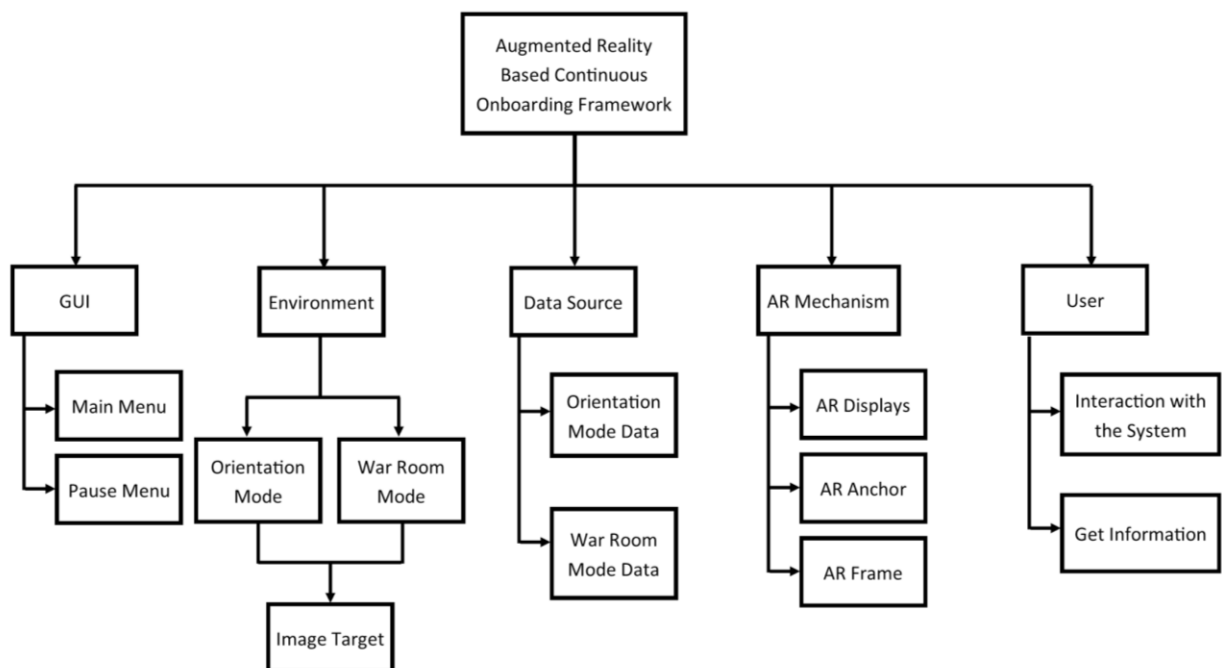 Augmented Reality
Based Continuous
Onboarding Framework
GUI
Environment
Data Source
AR Mechanism
User
Main Menu
Pause Menu
Orientation
Mode
War Room
Mode
Image Target
Orientation
Mode Data
War Room
Mode Data
AR Displays
AR Anchor
AR Frame
Interaction with
the System
Get Information